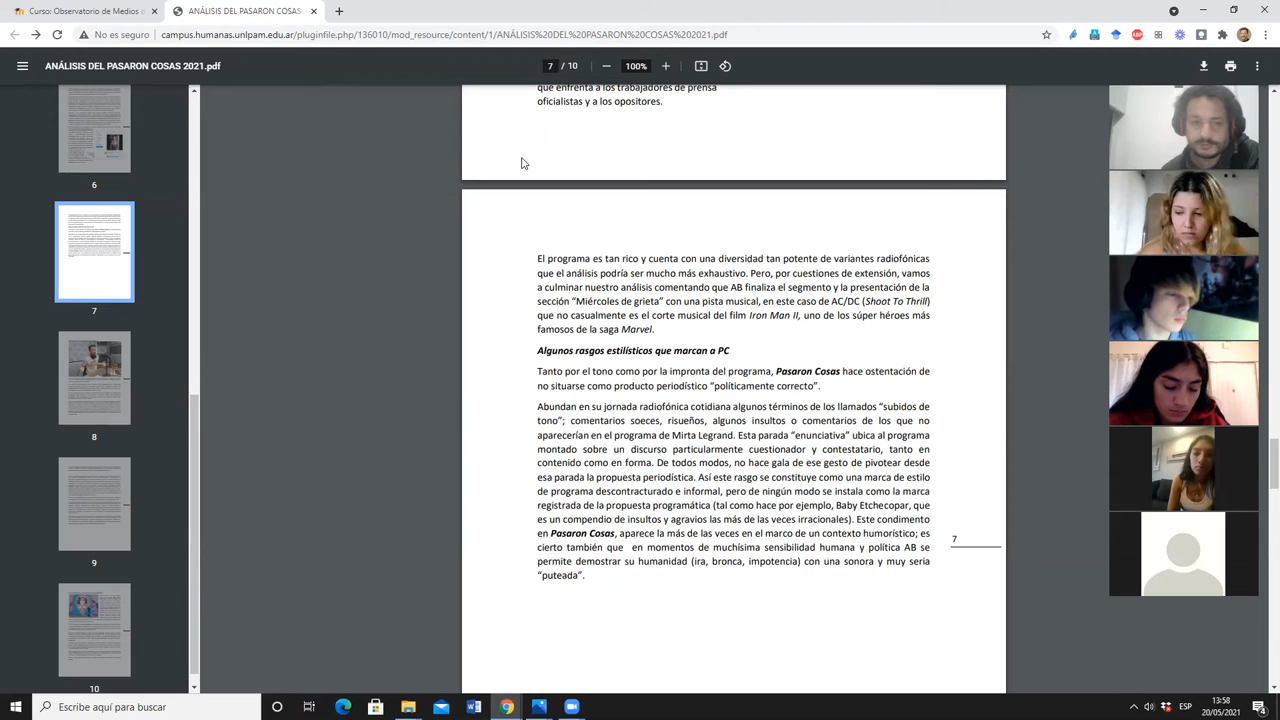 Curso: Observatorio de Medios d
ANÁLISIS DEL PASARON COSAS 2
No es seguro
campus.humanas.unlpam.edu.ar/pluginfile.php/136010/mod_resource/content/1/ANÁLISIS%20DEL%20PASARON%20COSAS%202021.pdf
ANÁLISIS DEL PASARON COSAS 2021.pdf
7 / 10
100%
6
7
8
9
10
que enfrenta a los trabajadores de prensa
oficialistas y a los opositores.
El programa es tan rico y cuenta con una diversidad tan potente de variantes radiofónicas
que el análisis podría ser mucho más exhaustivo. Pero, por cuestiones de extensión, vamos
a culminar nuestro análisis comentando que AB finaliza el segmento y la presentación de la
sección “Miércoles de grieta” con una pista musical, en este caso de AC/DC (Shoot To Thrill)
que no casualmente es el corte musical del film Iron Man II, uno de los súper héroes más
famosos de la saga Marvel.
Algunos rasgos estilísticos que marcan a PC
Tanto por el tono como por la impronta del programa, Pasaron Cosas hace ostentación de
no situarse como producto periodístico “políticamente correcto”.
Abundan en su jornada radiofónica cotidiana algunos términos de los llamados “subidos de
tono”; comentarios soeces, risueños, algunos insultos o comentarios de los que no
aparecerían en el programa de Mirta Legrand. Esta parada “enunciativa” ubica al programa
montado sobre un discurso particularmente cuestionador y contestatario, tanto en
contenido como en forma. De todos modos, no hace gala de ese gesto de pivotear desde
esa parada la propuesta periodística. Así este rasgo se constituye como una marca de estilo
de programa descontracturado e informal, pero de ningún modo se instala como la marca
registrada de la propuesta programática (tal como hace por ejemplo, Baby Etchecopar, que
es un compendio de insultos y agravios las más de las veces irracionales). Este condimento
en Pasaron Cosas, aparece la más de las veces en el marco de un contexto humorístico; es
cierto también que en momentos de muchísima sensibilidad humana y política AB se
permite demostrar su humanidad (ira, bronca, impotencia) con una sonora y muy seria
“puteada”.
7
Escribe aquí para buscar
ESP
13:58
20/05/2021